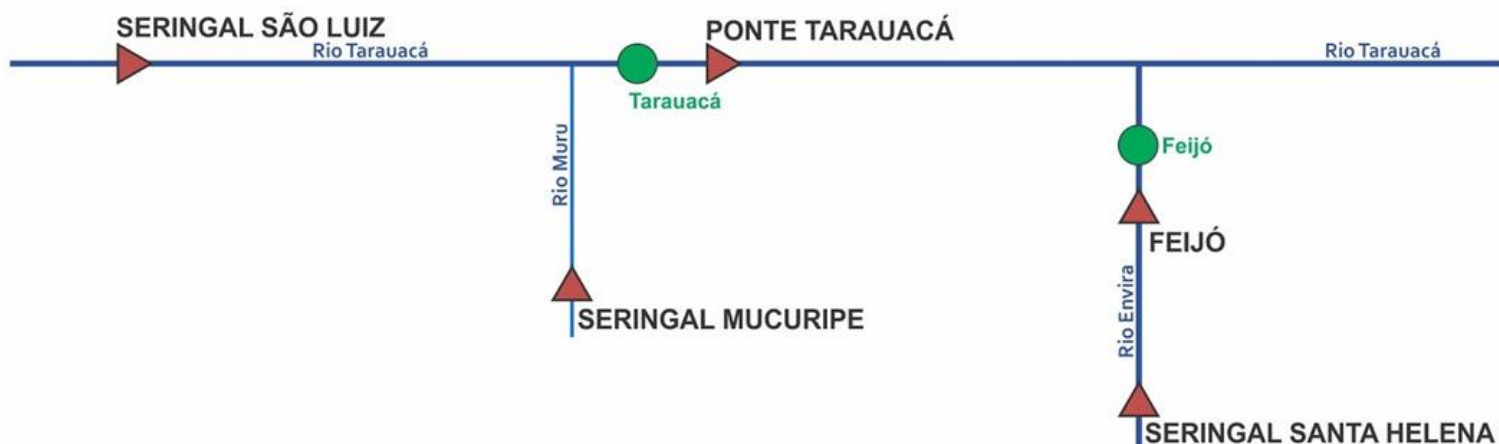 SERINGAL SÃO LUIZ
Rio Tarauacá
PONTE TARAUACÁ
Rio Tarauacá
Tarauacá
Rio Muru
Feijó
FEIJÓ
Rio Envira
SERINGAL MUCURIPE
SERINGAL SANTA HELENA